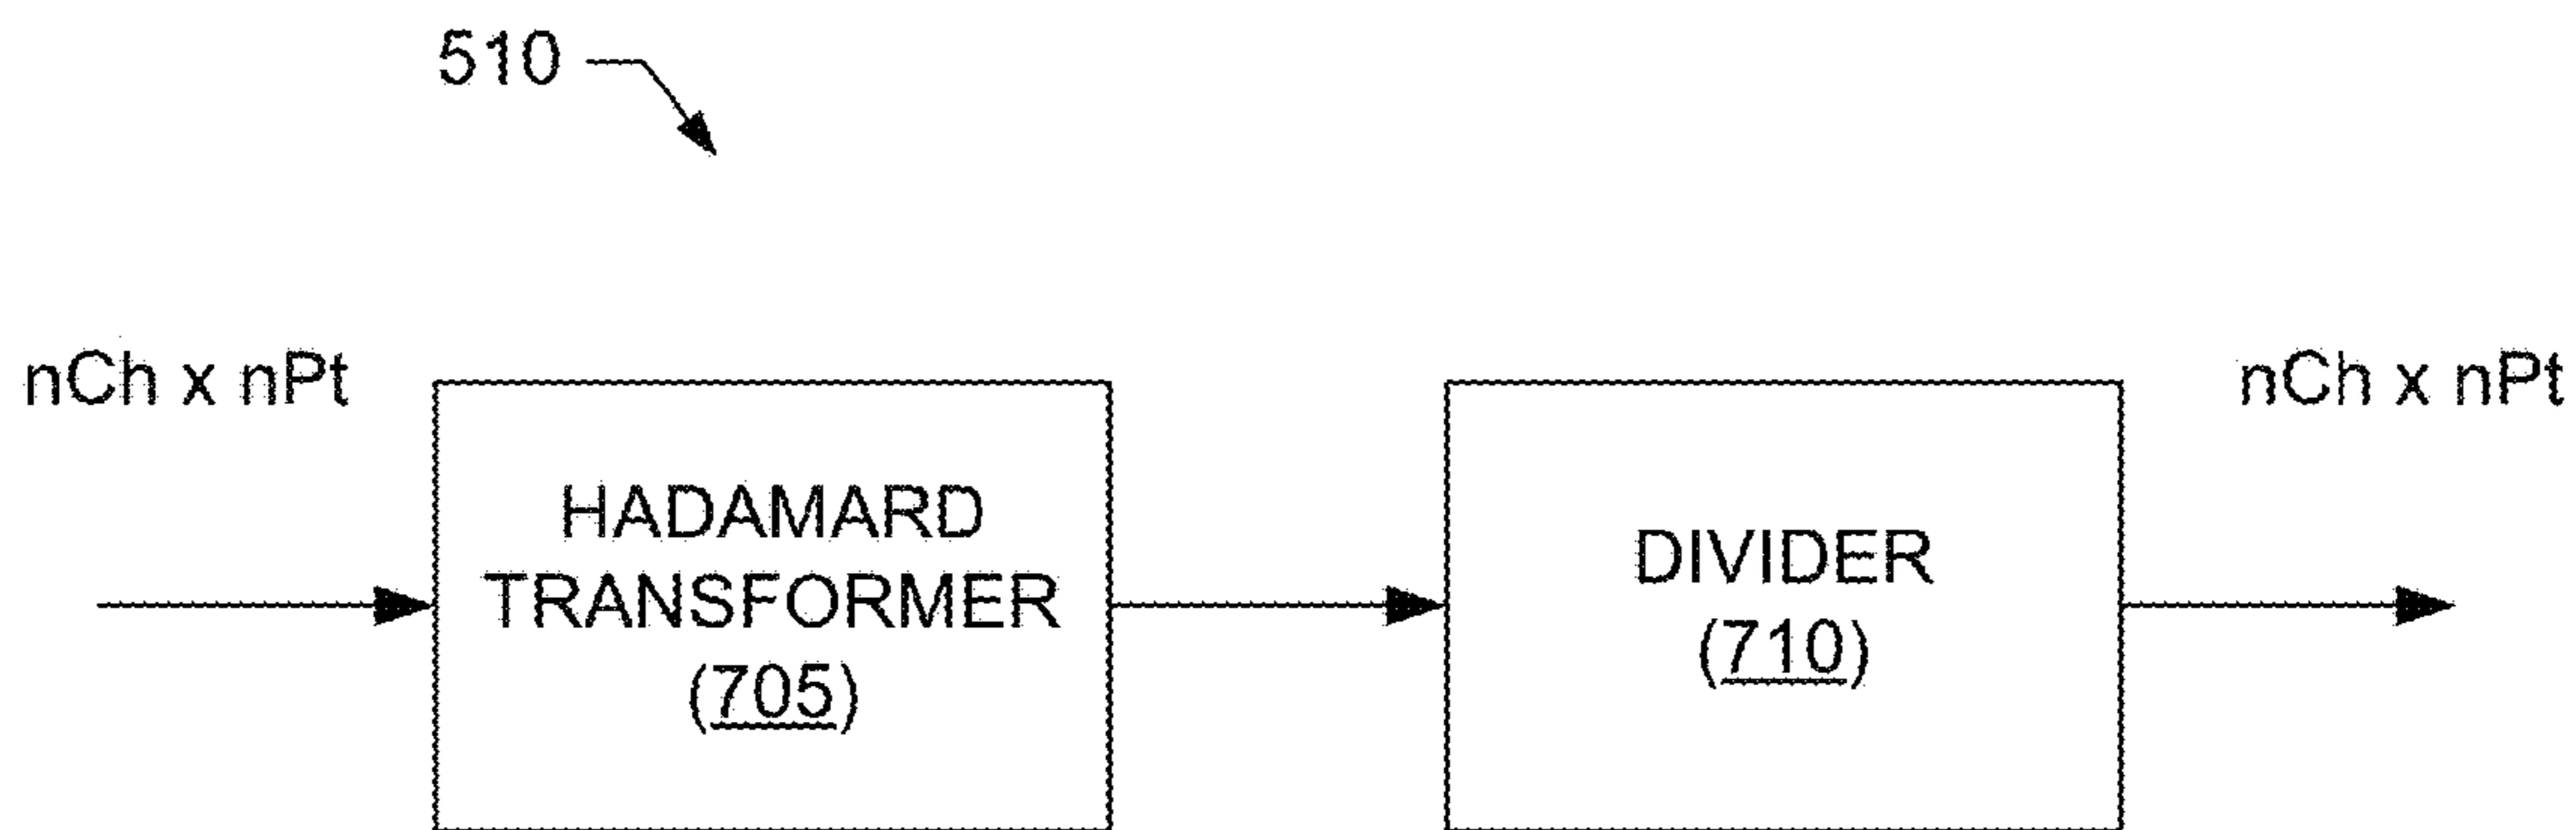 510
nCh x nPt
nCh x nPt
HADAMARD
TRANSFORMER
(705)
DIVIDER
(710)